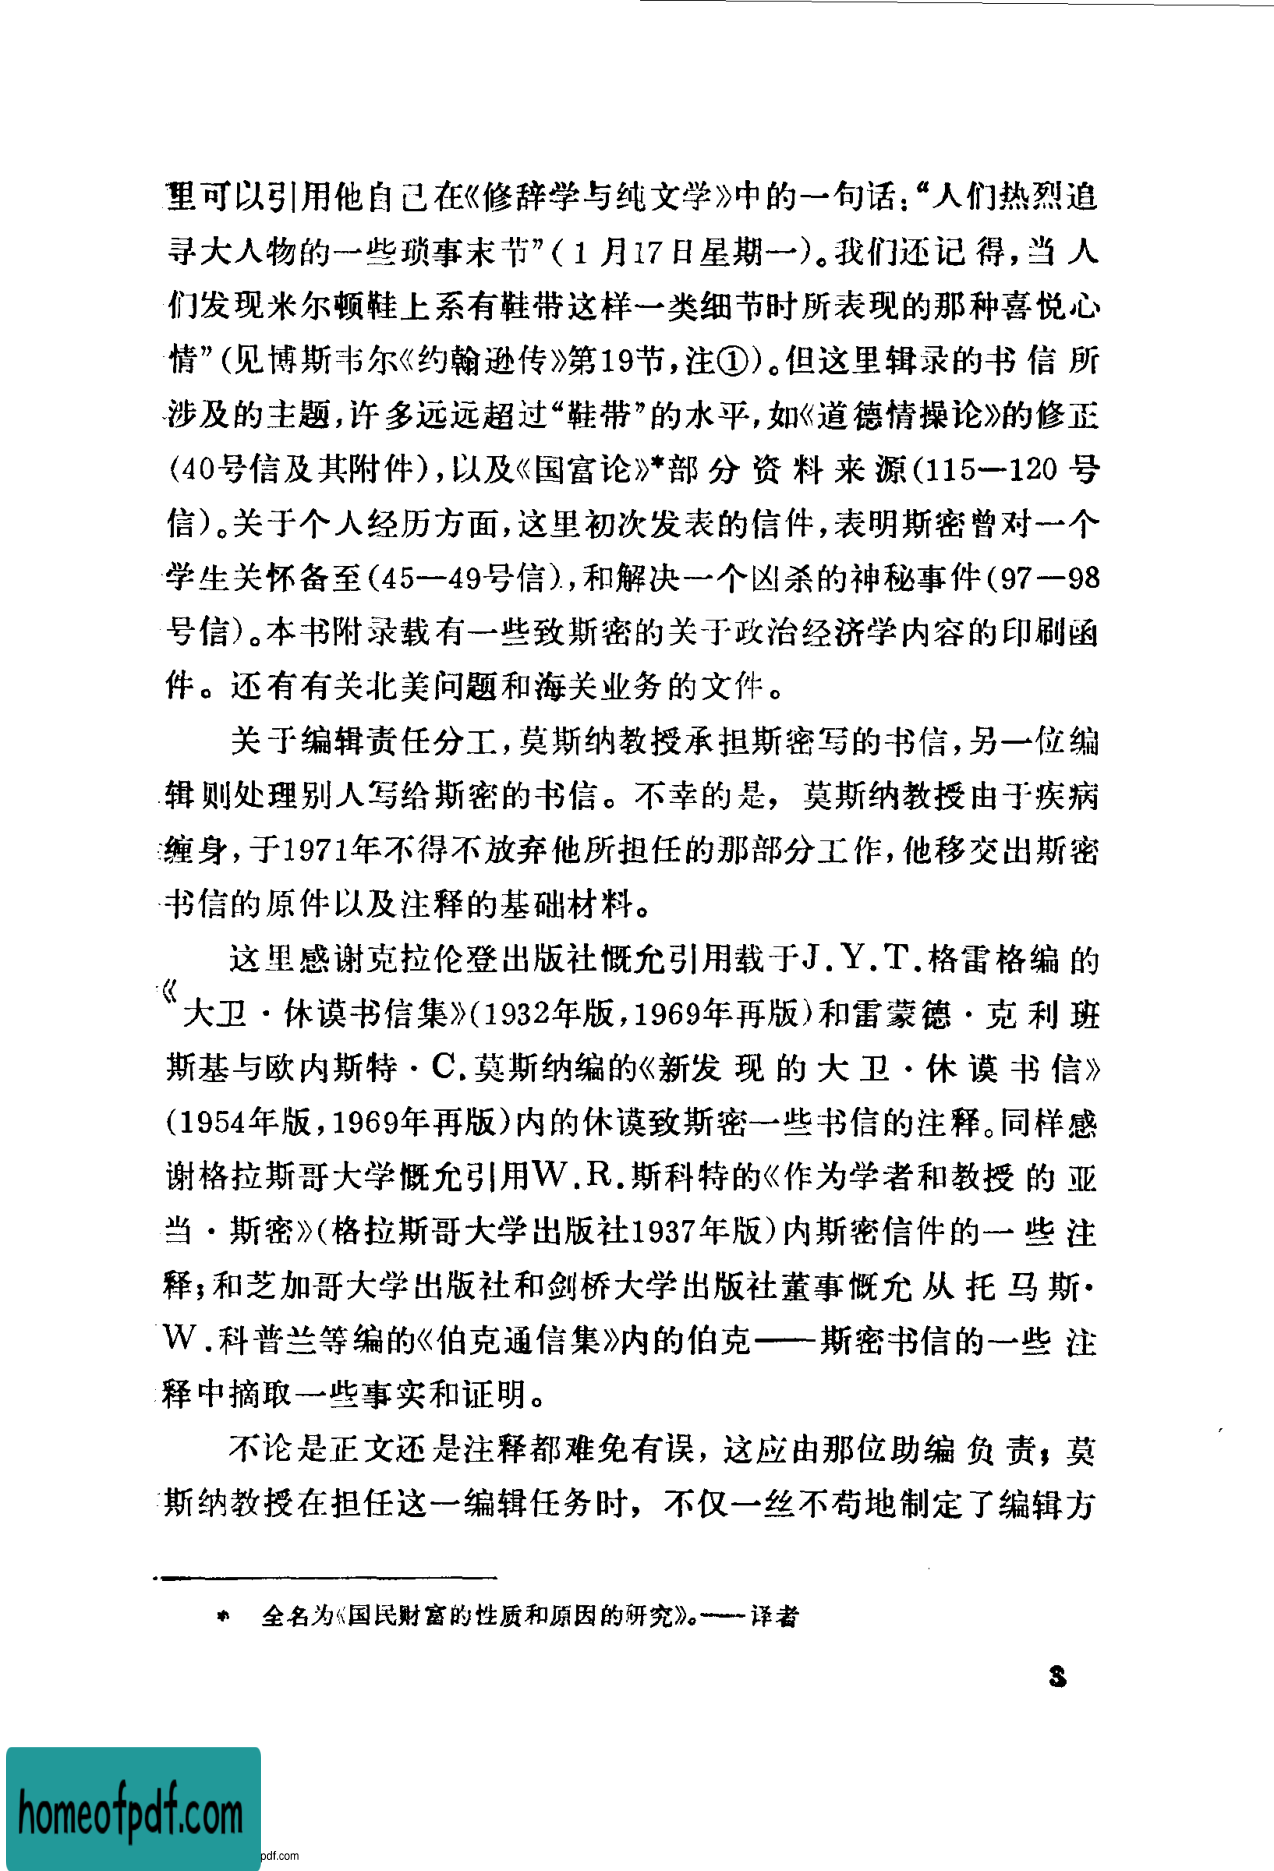 里可以引用他自己在《修辞学与纯文学》中的一句话：“人们热烈追
寻大人物的一些琐事末节”(1月17日星期一)。我们还记得，当人
们发现米尔顿鞋上系有鞋带这样一类细节时所表现的那种喜悦心
情”(见博斯韦尔《约翰逊传》第19节，注①)。但这里辑录的书信所
涉及的主题，许多远远超过“鞋带”的水平，如《道德情操论》的修正
(40号信及其附件)，以及《国富论》*部分资料来源(115—120号
信)。关于个人经历方面，这里初次发表的信件，表明斯密曾对一个
学生关怀备至(45—49号信)，和解决一个凶杀的神秘事件(97—98
号信)。本书附录载有一些致斯密的关于政治经济学内容的印刷函
件。还有有关北美问题和海关业务的文件。
关于编辑责任分工，莫斯纳教授承担斯密写的书信，另一位编
辑则处理别人写给斯密的书信。不幸的是，莫斯纳教授由于疾病
缠身，于1971年不得不放弃他所担任的那部分工作，他移交出斯密
书信的原件以及注释的基础材料。
这里感谢克拉伦登出版社慨允引用载于J.Y.T.格雷格编的
《大卫·休谟书信集》(1932年版，1969年再版)和雷蒙德·克利班
斯基与欧内斯特·C.莫斯纳编的《新发现的大卫·休谟书信》
(1954年版，1969年再版)内的休谟致斯密一些书信的注释。同样感
谢格拉斯哥大学慨允引用W.R.斯科特的《作为学者和教授的亚
当·斯密》(格拉斯哥大学出版社1937年版)内斯密信件的一些注
释；和芝加哥大学出版社和剑桥大学出版社董事慨允从托马斯·
W.科普兰等编的《伯克通信集》内的伯克——斯密书信的一些注
释中摘取一些事实和证明。
不论是正文还是注释都难免有误，这应由那位助编负责；莫
斯纳教授在担任这一编辑任务时，不仅一丝不苟地制定了编辑方
* 全名为《国民财富的性质和原因的研究》。——译者
3
homeofpdf.com
pdf.com